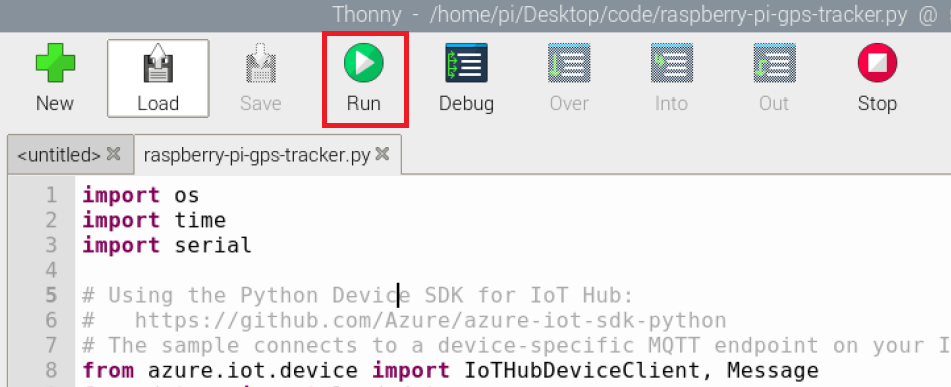 Thonny - /home/pi/Desktop/code/raspberry-pi-gps-tracker.py @
New Load Save Run Debug Over Into Out Stop
<untitled> raspberry-pi-gps-tracker.py
1 import os
2 import time
3 import serial
4
5 # Using the Python Device SDK for IoT Hub:
6 #   https://github.com/Azure/azure-iot-sdk-python
7 # The sample connects to a device-specific MQTT endpoint on your I
8 from azure.iot.device import IoTHubDeviceClient, Message